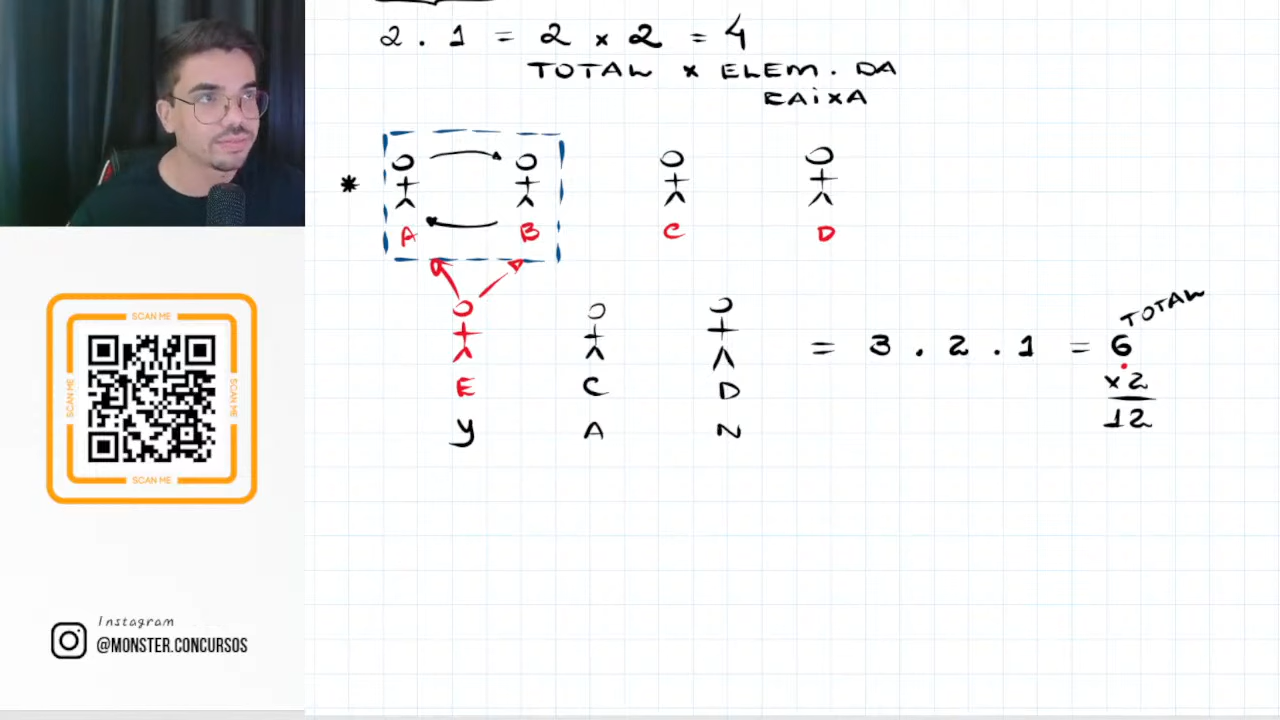 2 . 1 = 2 x 2 = 4
TOTAL x ELEM. DA
CAIXA
* A B C D
TOTAL
= 3 . 2 . 1 = 6
x2
12
E C D
Y A N
SCAN ME
SCAN ME
SCAN ME
SCAN ME
Instagram
@MONSTER.CONCURSOS